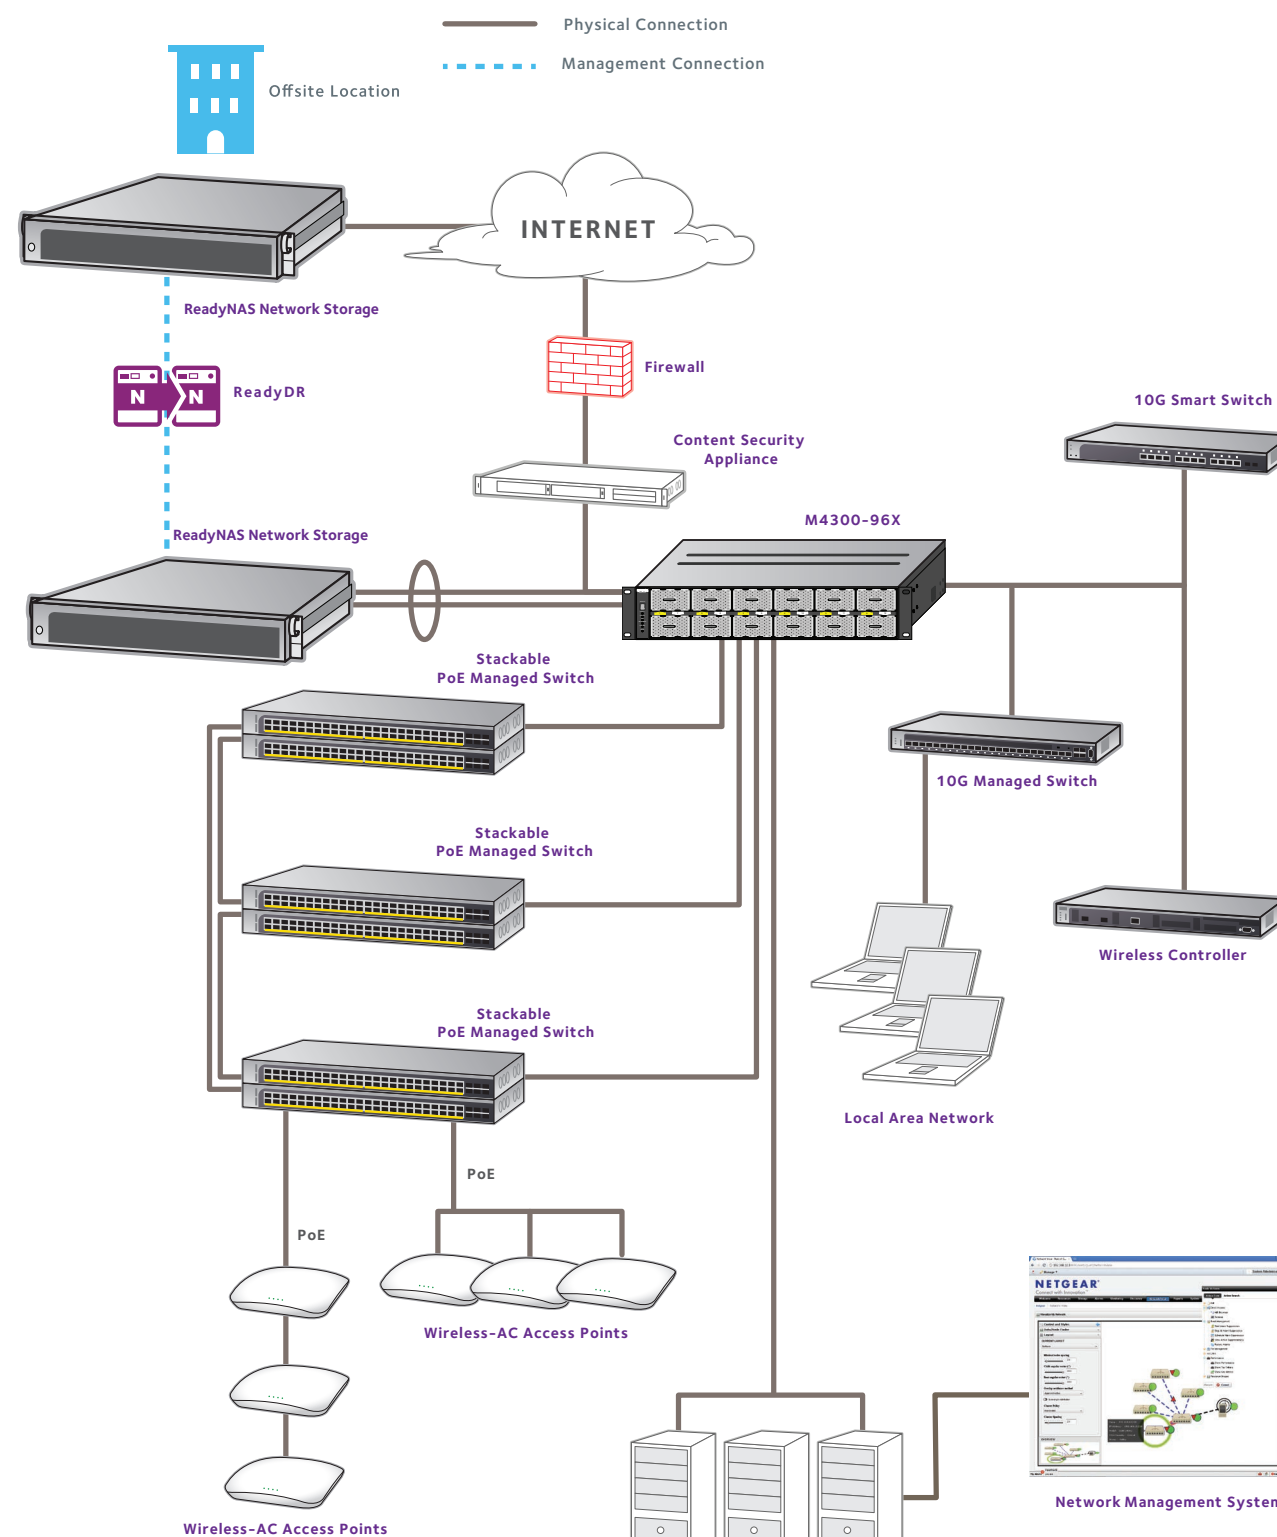 Physical Connection
Management Connection
Offsite Location
INTERNET
ReadyNAS Network Storage
Firewall
N N
ReadyDR
10G Smart Switch
Content Security
Appliance
M4300-96X
ReadyNAS Network Storage
Stackable
PoE Managed Switch
10G Managed Switch
Stackable
PoE Managed Switch
Wireless Controller
Stackable
PoE Managed Switch
Local Area Network
PoE
PoE
NETGEAR
Wireless-AC Access Points
Network Management System
Wireless-AC Access Points